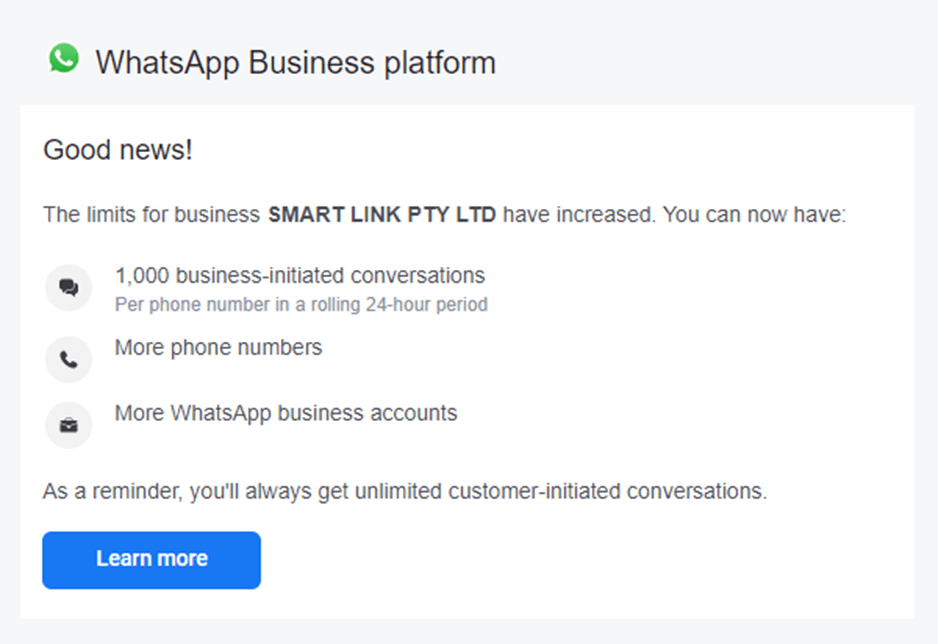 WhatsApp Business platform
Good news!
The limits for business SMART LINK PTY LTD have increased. You can now have:
1,000 business-initiated conversations
Per phone number in a rolling 24-hour period
More phone numbers
More WhatsApp business accounts
As a reminder, you'll always get unlimited customer-initiated conversations.
Learn more